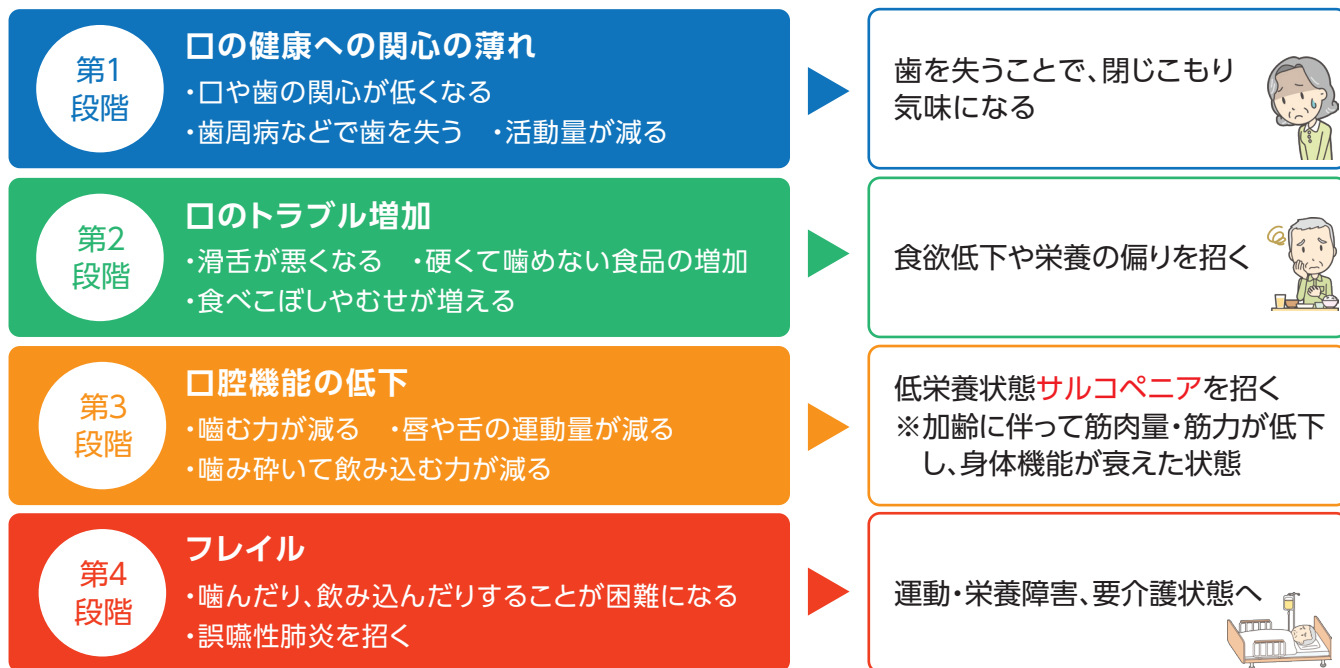 第1
段階
口の健康への関心の薄れ
・口や歯の関心が低くなる
・歯周病などで歯を失う　・活動量が減る
歯を失うことで、閉じこもり
気味になる
第2
段階
口のトラブル増加
・滑舌が悪くなる　・硬くて噛めない食品の増加
・食べこぼしやむせが増える
食欲低下や栄養の偏りを招く
第3
段階
口腔機能の低下
・噛む力が減る　・唇や舌の運動量が減る
・噛み砕いて飲み込む力が減る
低栄養状態サルコペニアを招く
※加齢に伴って筋肉量・筋力が低下
し、身体機能が衰えた状態
第4
段階
フレイル
・噛んだり、飲み込んだりすることが困難になる
・誤嚥性肺炎を招く
運動・栄養障害、要介護状態へ